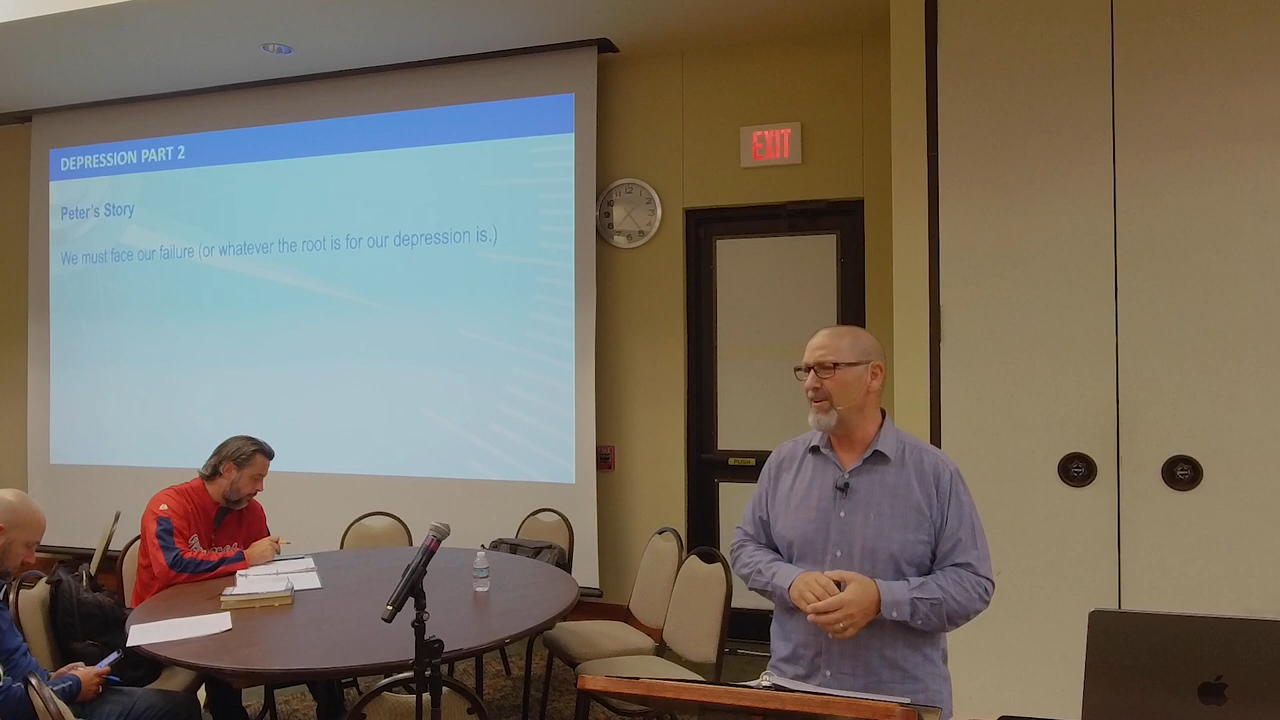 DEPRESSION PART 2
Peter's Story
We must face our failure (or whatever the root is for our depression is.)
EXIT
PUSH